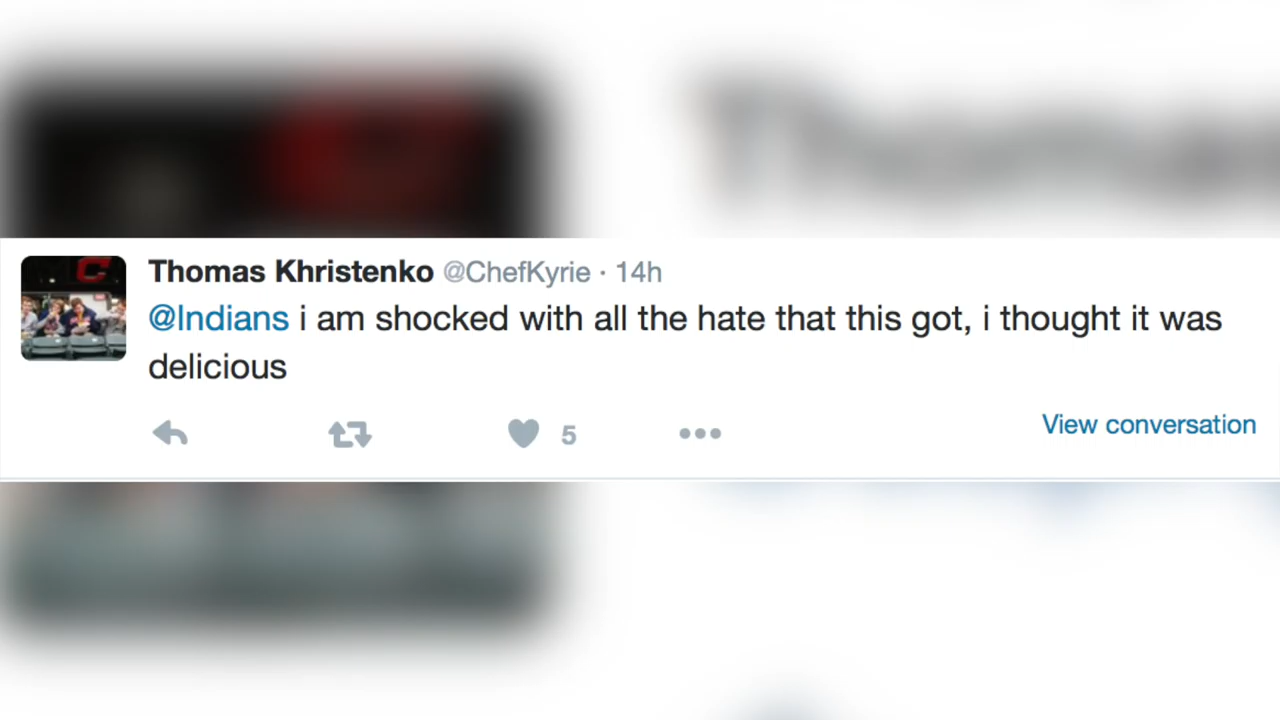 Thomas Khristenko @ChefKyrie · 14h
@Indians i am shocked with all the hate that this got, i thought it was
delicious
5
View conversation
Thomas
C